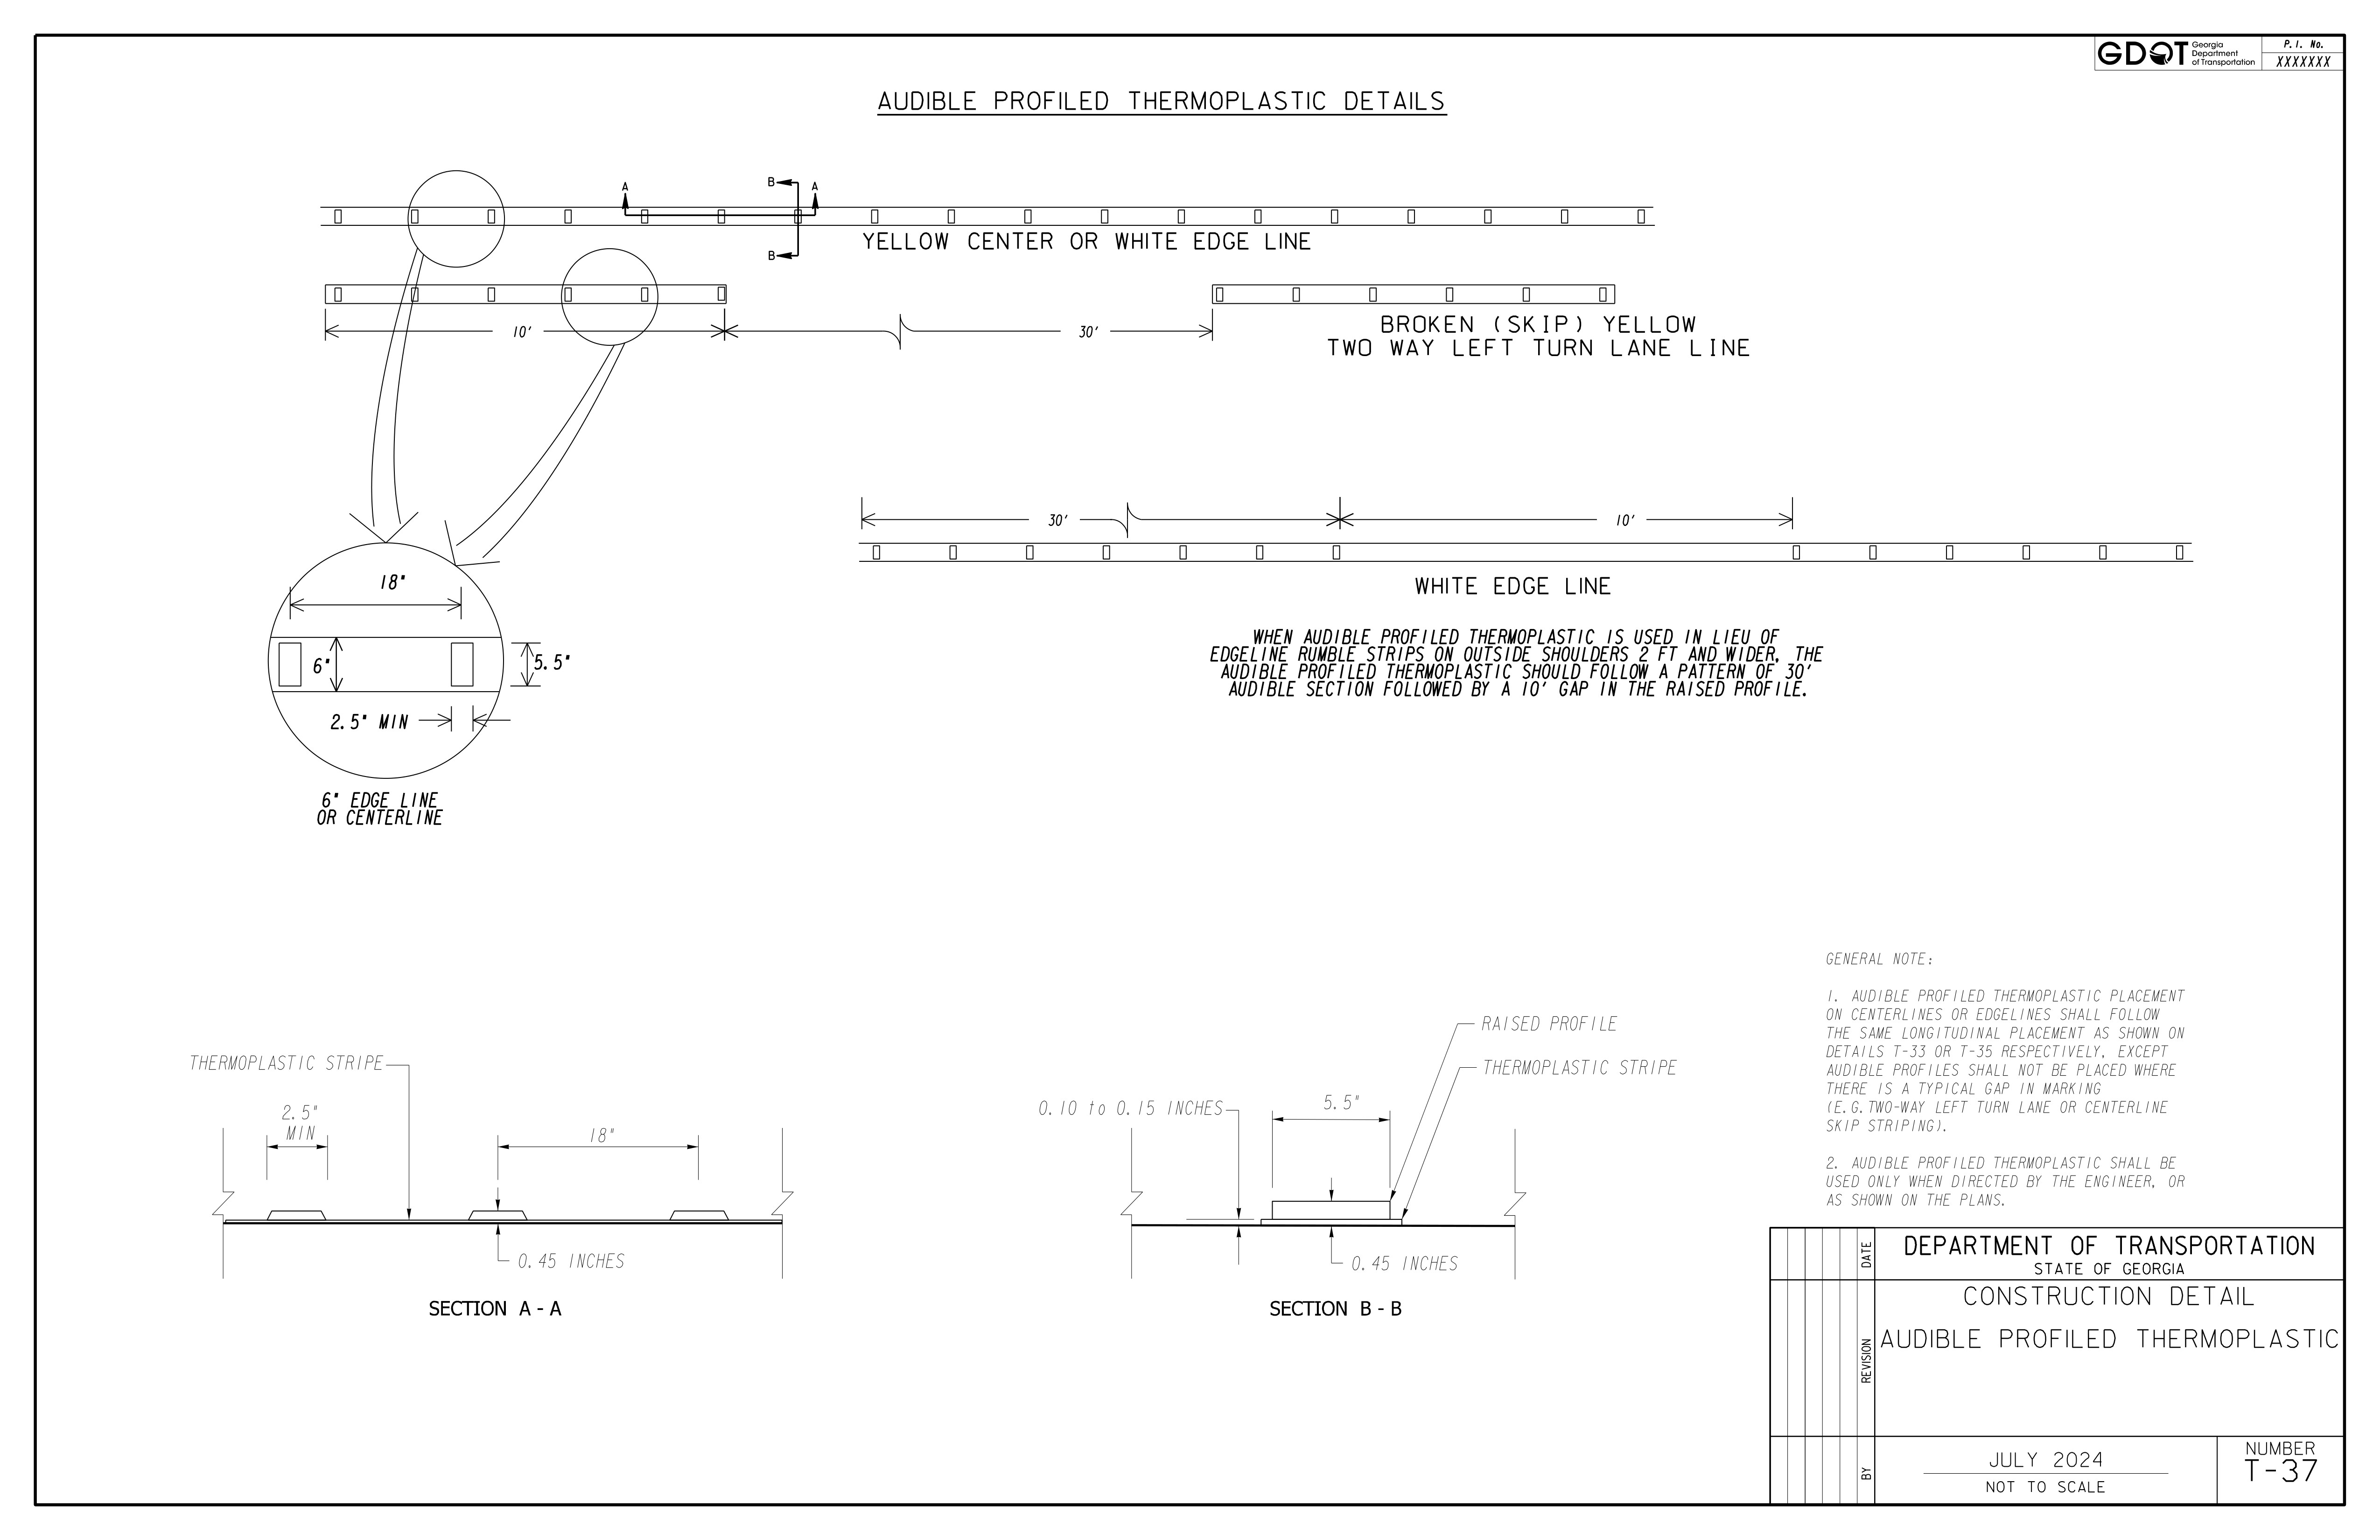 GDOT
Georgia
Department
of Transportation
P.I. No.
XXXXXXX
AUDIBLE PROFILED THERMOPLASTIC DETAILS
A
A
B
B
YELLOW CENTER OR WHITE EDGE LINE
10'
30'
BROKEN (SKIP) YELLOW
TWO WAY LEFT TURN LANE LINE
30'
10'
WHITE EDGE LINE
WHEN AUDIBLE PROFILED THERMOPLASTIC IS USED IN LIEU OF
EDGELINE RUMBLE STRIPS ON OUTSIDE SHOULDERS 2 FT AND WIDER, THE
AUDIBLE PROFILED THERMOPLASTIC SHOULD FOLLOW A PATTERN OF 30'
AUDIBLE SECTION FOLLOWED BY A 10' GAP IN THE RAISED PROFILE.
18"
6"
5.5"
2.5" MIN
6" EDGE LINE
OR CENTERLINE
THERMOPLASTIC STRIPE
2.5"
MIN
18"
0.45 INCHES
SECTION A - A
RAISED PROFILE
THERMOPLASTIC STRIPE
0.10 to 0.15 INCHES
5.5"
0.45 INCHES
SECTION B - B
GENERAL NOTE:
1. AUDIBLE PROFILED THERMOPLASTIC PLACEMENT
ON CENTERLINES OR EDGELINES SHALL FOLLOW
THE SAME LONGITUDINAL PLACEMENT AS SHOWN ON
DETAILS T-33 OR T-35 RESPECTIVELY, EXCEPT
AUDIBLE PROFILES SHALL NOT BE PLACED WHERE
THERE IS A TYPICAL GAP IN MARKING
(E.G.TWO-WAY LEFT TURN LANE OR CENTERLINE
SKIP STRIPING).
2. AUDIBLE PROFILED THERMOPLASTIC SHALL BE
USED ONLY WHEN DIRECTED BY THE ENGINEER, OR
AS SHOWN ON THE PLANS.
DATE
REVISION
BY
DEPARTMENT OF TRANSPORTATION
STATE OF GEORGIA
CONSTRUCTION DETAIL
AUDIBLE PROFILED THERMOPLASTIC
JULY 2024
NOT TO SCALE
NUMBER
T-37